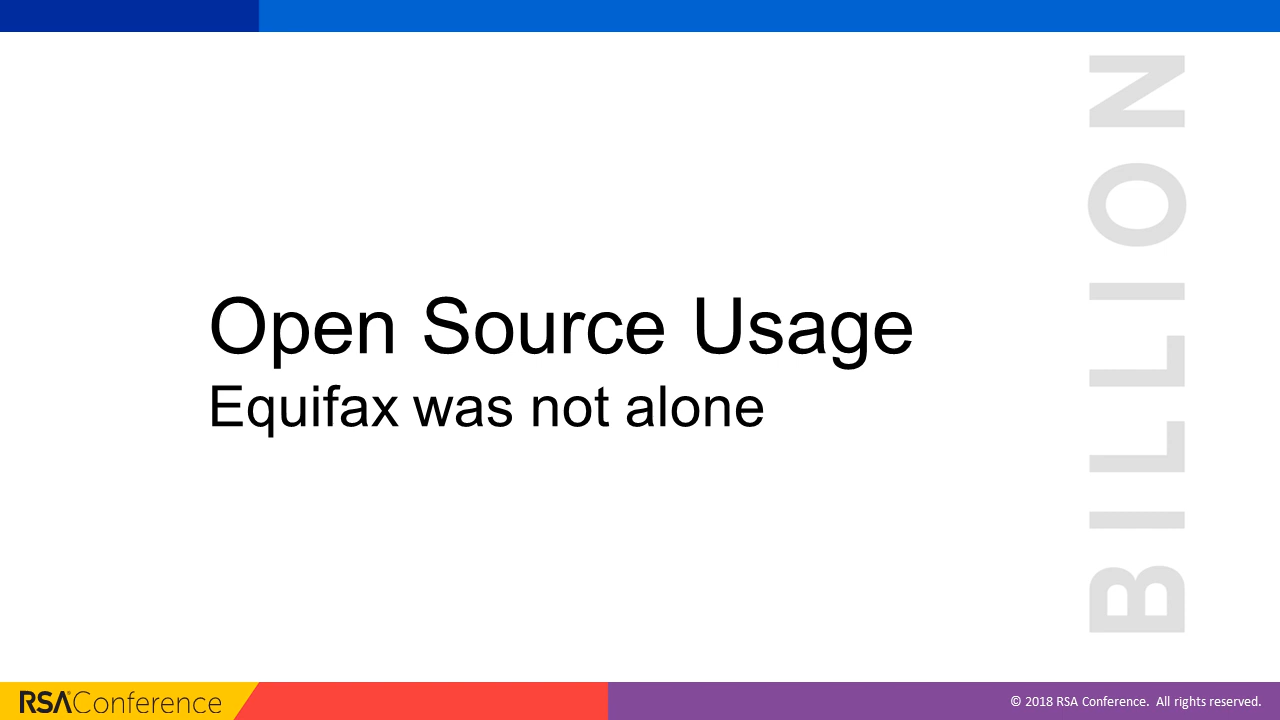 Open Source Usage
Equifax was not alone
BILLION
RSAConference
© 2018 RSA Conference. All rights reserved.